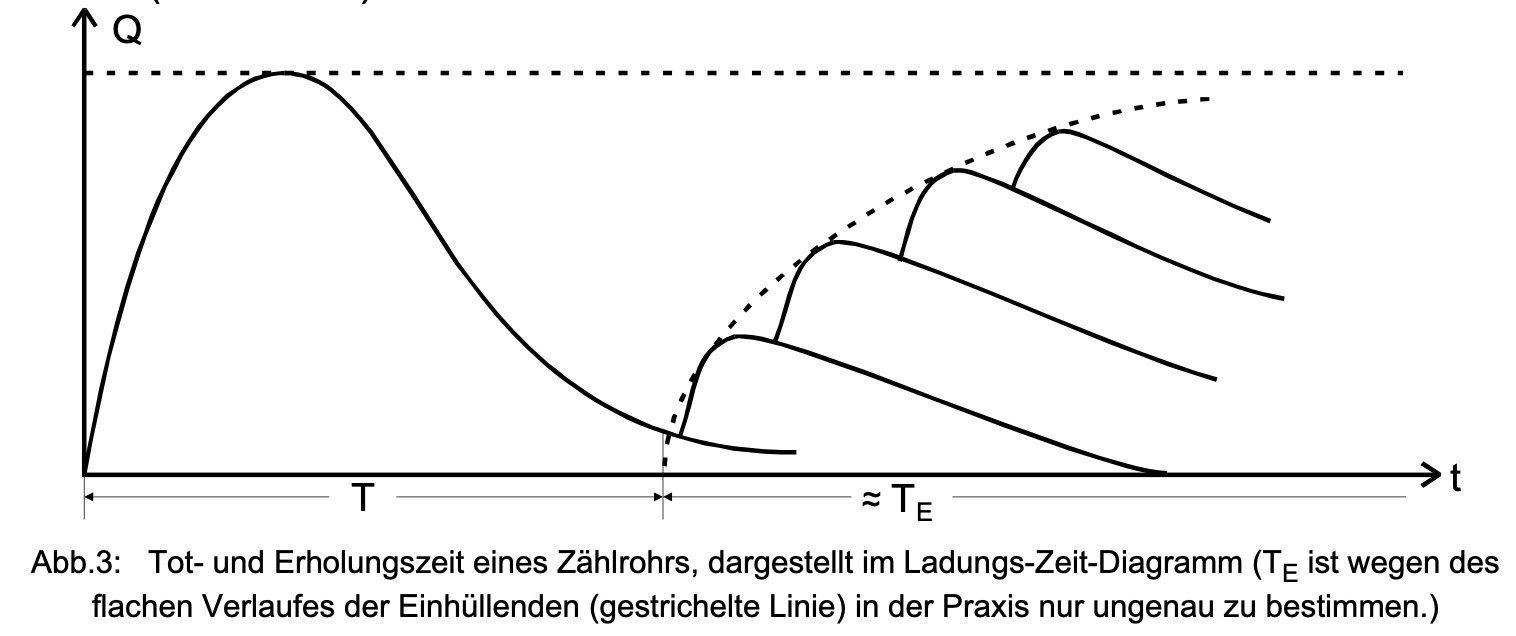 Q
t
T
≈ T_E
Abb.3: Tot- und Erholungszeit eines Zählrohrs, dargestellt im Ladungs-Zeit-Diagramm (T_E ist wegen des
flachen Verlaufes der Einhüllenden (gestrichelte Linie) in der Praxis nur ungenau zu bestimmen.)